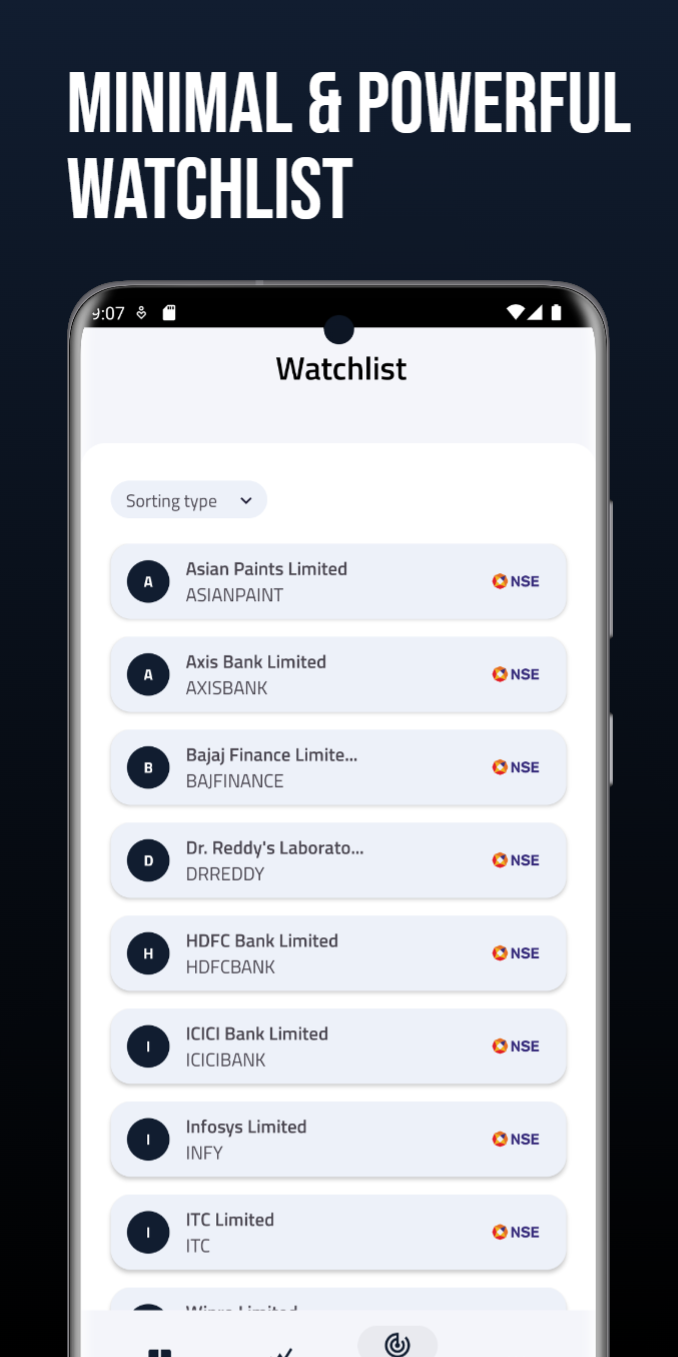 MINIMAL & POWERFUL
WATCHLIST
9:07
Watchlist
Sorting type
A
Asian Paints Limited
ASIANPAINT
NSE
A
Axis Bank Limited
AXISBANK
NSE
B
Bajaj Finance Limite...
BAJFINANCE
NSE
D
Dr. Reddy's Laborato...
DRREDDY
NSE
H
HDFC Bank Limited
HDFCBANK
NSE
I
ICICI Bank Limited
ICICIBANK
NSE
I
Infosys Limited
INFY
NSE
I
ITC Limited
ITC
NSE
Wipro Limited